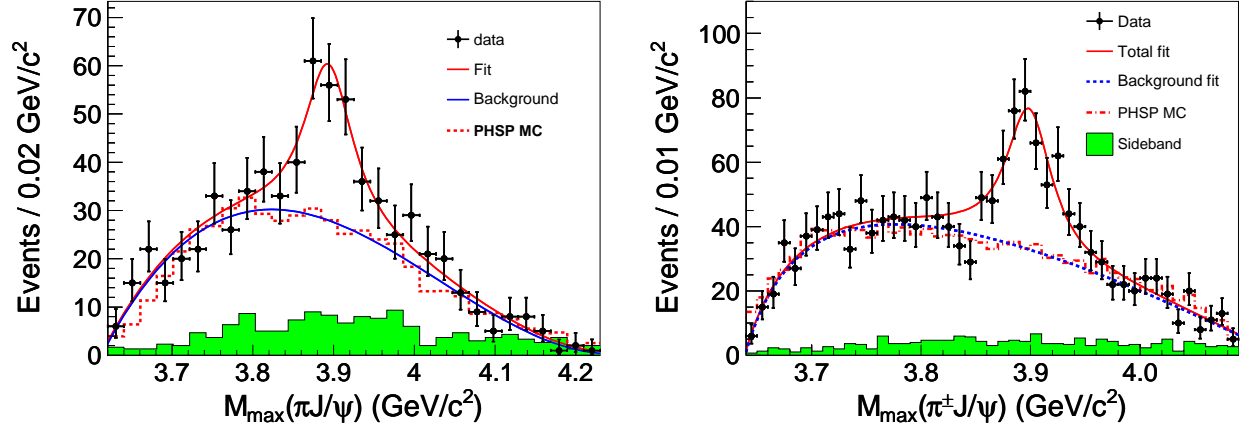 Events / 0.02 GeV/c²
70
60
50
40
30
20
10
0
data
Fit
Background
PHSP MC
3.7
3.8
3.9
4
4.1
4.2
M_max(πJ/ψ) (GeV/c²)
Events / 0.01 GeV/c²
100
80
60
40
20
0
Data
Total fit
Background fit
PHSP MC
Sideband
3.7
3.8
3.9
4.0
M_max(π±J/ψ) (GeV/c²)